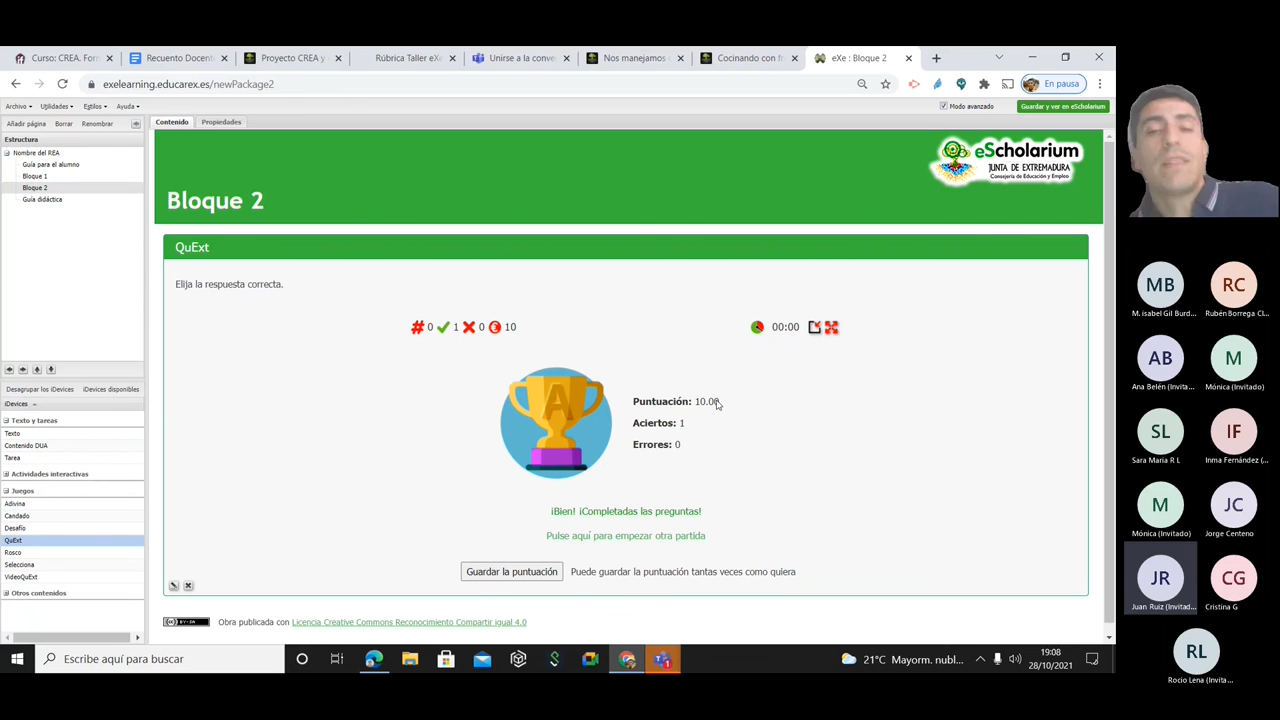 Curso: CREA. For
Recuento Docent
Proyecto CREA y
Rúbrica Taller eXe
Unirse a la conve
Nos manejamos
Cocinando con fr
eXe : Bloque 2
exelearning.educarex.es/newPackage2
En pausa
Archivo
Utilidades
Estilos
Ayuda
Modo avanzado
Guardar y ver en eScholarium
Añadir página
Borrar
Renombrar
Contenido
Propiedades
Estructura
Nombre del REA
Guía para el alumno
Bloque 1
Bloque 2
Guía didáctica
eScholarium
JUNTA DE EXTREMADURA
Consejería de Educación y Empleo
Bloque 2
QuExt
Elija la respuesta correcta.
0 1 0 10
00:00
A
Puntuación: 10.00
Aciertos: 1
Errores: 0
¡Bien! ¡Completadas las preguntas!
Pulse aquí para empezar otra partida
Guardar la puntuación
Puede guardar la puntuación tantas veces como quiera
Desagrupar los iDevices
iDevices disponibles
iDevices
Texto y tareas
Texto
Contenido DUA
Tarea
Actividades interactivas
Juegos
Adivina
Candado
Desafío
QuExt
Rosco
Selecciona
VideoQuExt
Otros contenidos
BY-SA
Obra publicada con Licencia Creative Commons Reconocimiento Compartir igual 4.0
Escribe aquí para buscar
21°C Mayorm. nubl...
19:08
28/10/2021
MB
M. isabel Gil Burd...
RC
Rubén Borrega Cl...
AB
Ana Belén (Invita...
M
Mónica (Invitado)
SL
Sara Maria R L
IF
Inma Fernández (...
M
Mónica (Invitado)
JC
Jorge Centeno
JR
Juan Ruiz (Invitad...
CG
Cristina G
RL
Rocio Lena (Invita...